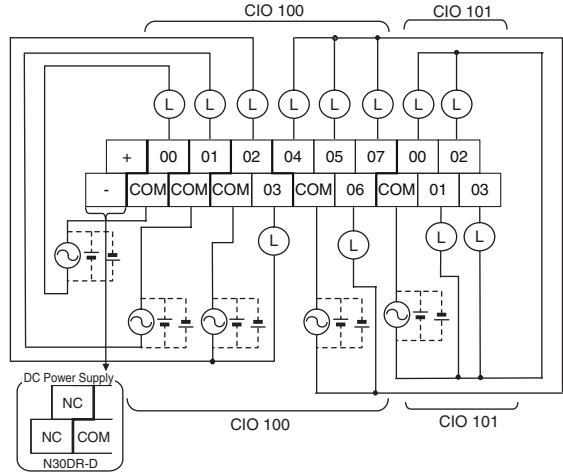 CIO 100 CIO 101
L L L L L L L L
+ 00 01 02 04 05 07 00 02
- COM COM COM 03 COM 06 COM 01 03
L L L L
DC Power Supply
NC
NC COM
N30DR-D
CIO 100 CIO 101